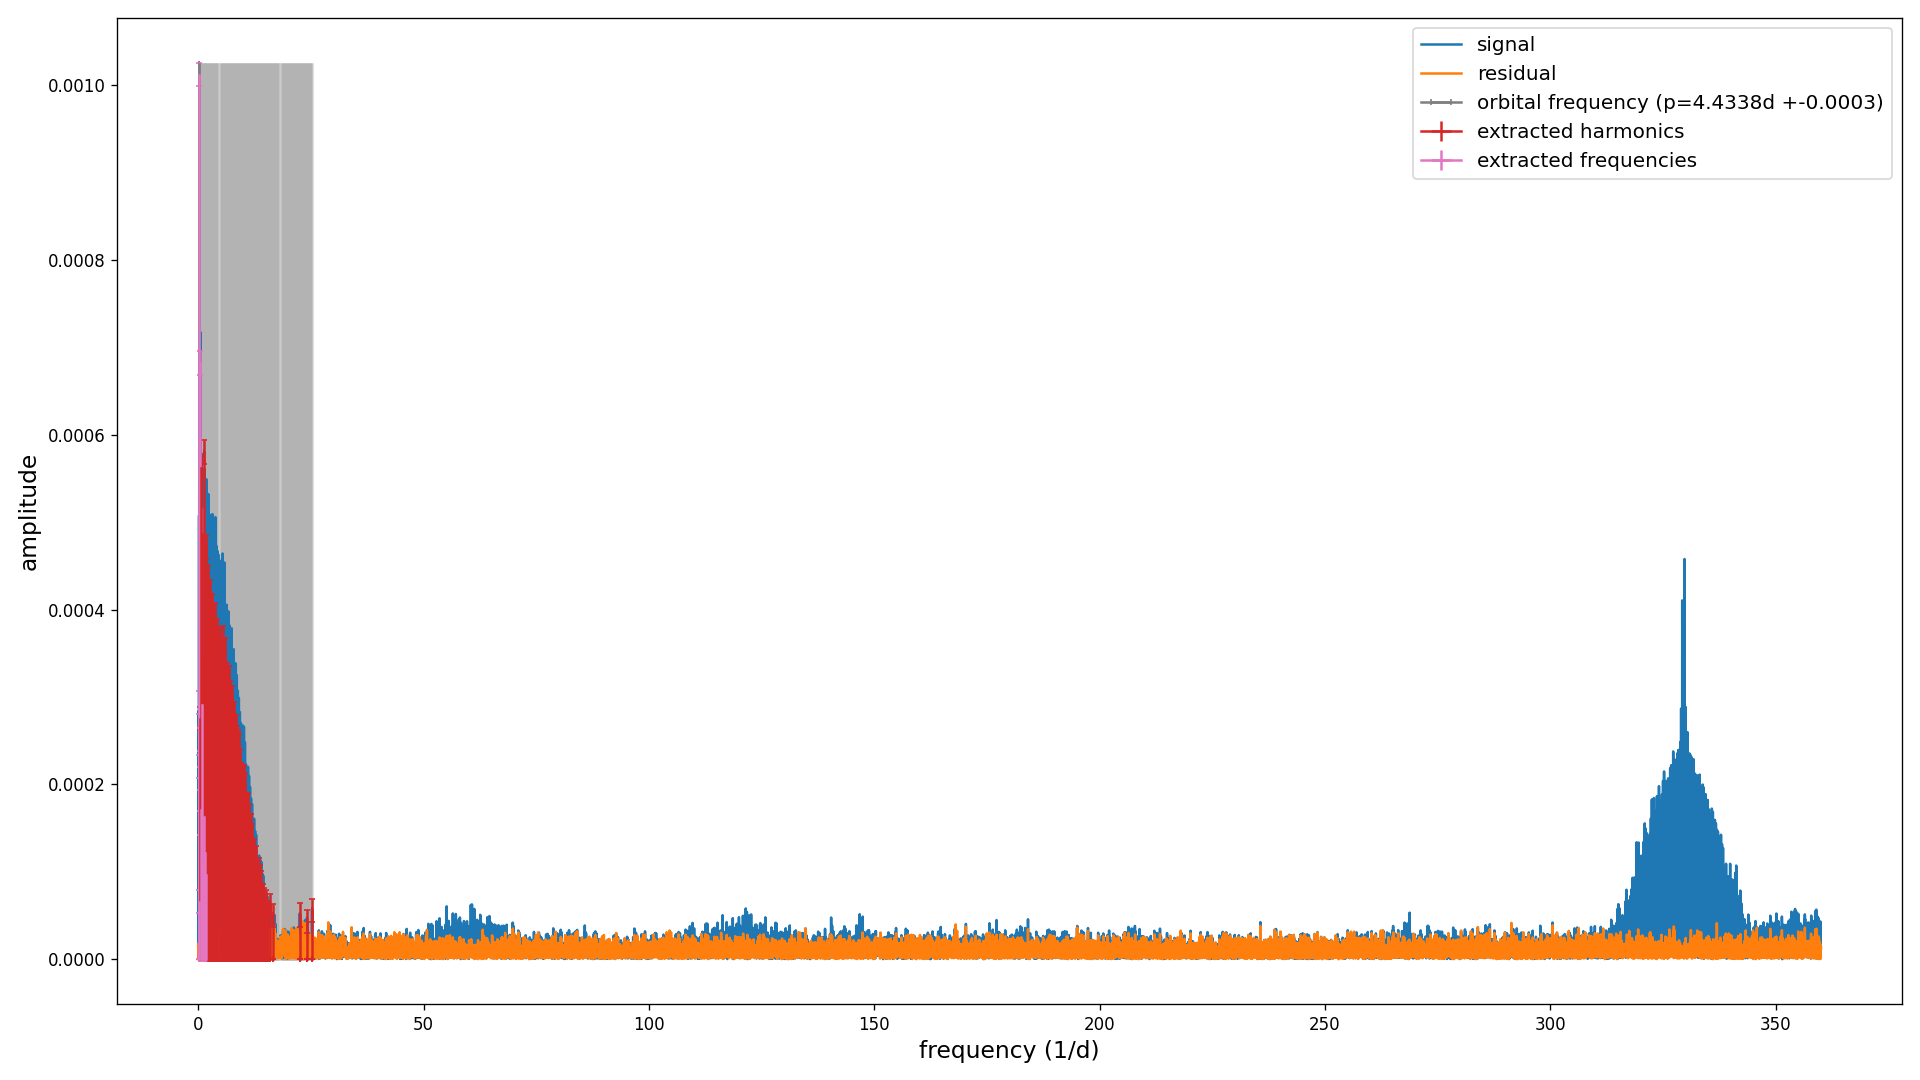 signal
residual
orbital frequency (p=4.4338d +-0.0003)
extracted harmonics
extracted frequencies
amplitude
0.0010
0.0008
0.0006
0.0004
0.0002
0.0000
0 50 100 150 200 250 300 350
frequency (1/d)